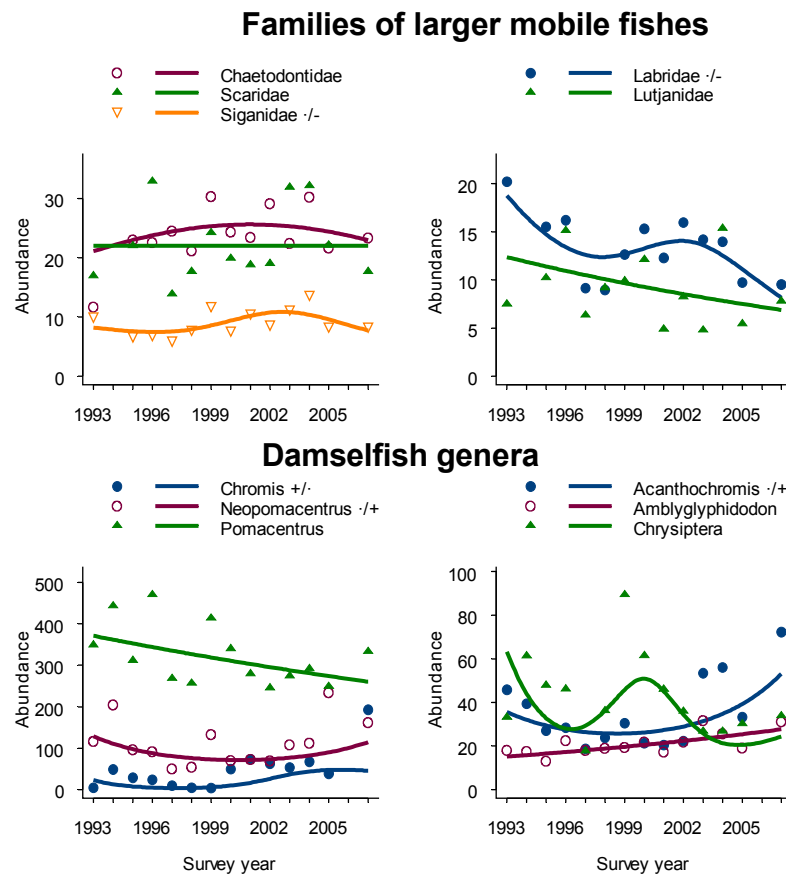 Families of larger mobile fishes
Chaetodontidae
Scaridae
Siganidae ·/-
Labridae ·/-
Lutjanidae
Abundance
30
20
10
0
1993 1996 1999 2002 2005
Abundance
20
15
10
5
0
1993 1996 1999 2002 2005
Damselfish genera
Chromis +/·
Neopomacentrus ·/+
Pomacentrus
Acanthochromis ·/+
Amblyglyphidodon
Chrysiptera
Abundance
500
400
300
200
100
0
1993 1996 1999 2002 2005
Survey year
Abundance
100
80
60
40
20
0
1993 1996 1999 2002 2005
Survey year